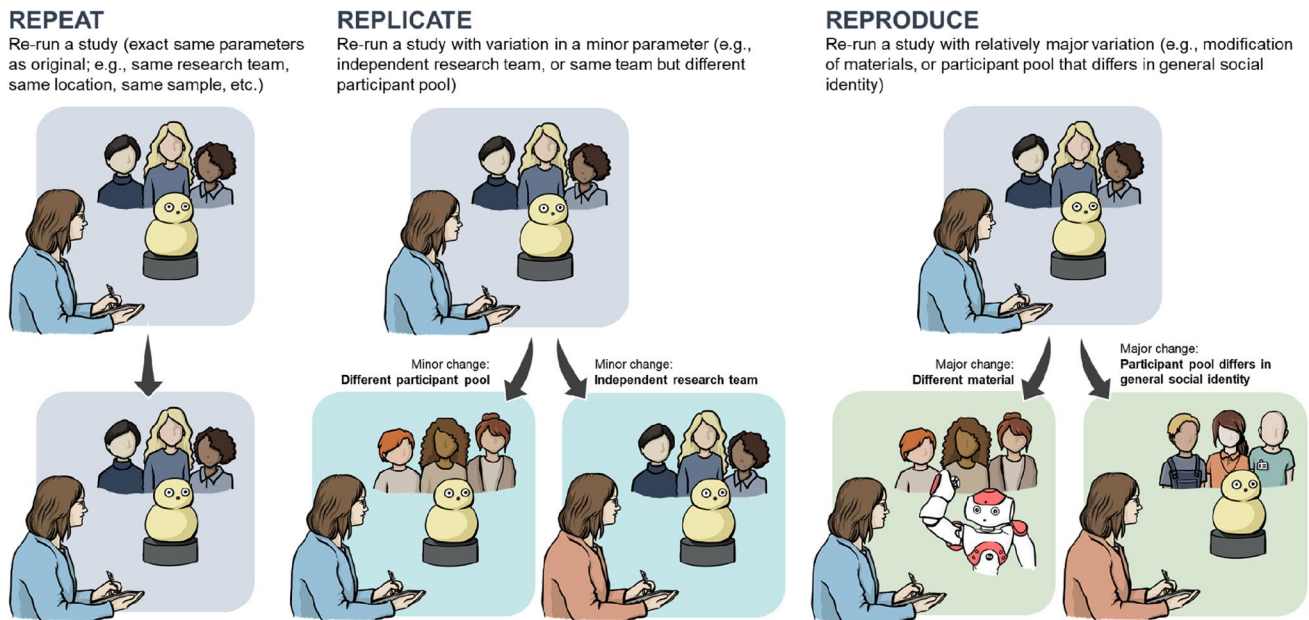 REPEAT
Re-run a study (exact same parameters
as original; e.g., same research team,
same location, same sample, etc.)
REPLICATE
Re-run a study with variation in a minor parameter (e.g.,
independent research team, or same team but different
participant pool)
REPRODUCE
Re-run a study with relatively major variation (e.g., modification
of materials, or participant pool that differs in general social
identity)
Minor change:
Different participant pool
Minor change:
Independent research team
Major change:
Different material
Major change:
Participant pool differs in
general social identity